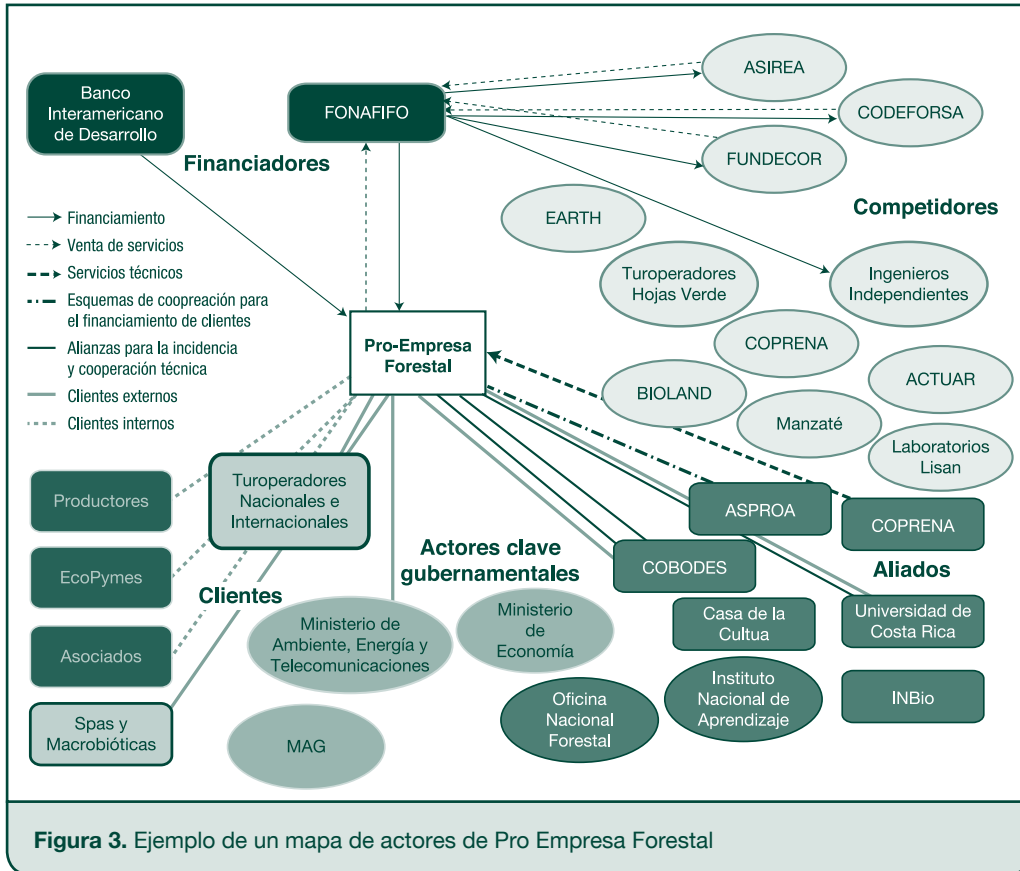 Banco
Interamericano
de Desarrollo
FONAFIFO
ASIREA
CODEFORSA
FUNDECOR
Financiadores
EARTH
Competidores
Financiamiento
Venta de servicios
Servicios técnicos
Esquemas de coopreación para
el financiamiento de clientes
Alianzas para la incidencia
y cooperación técnica
Clientes externos
Clientes internos
Turoperadores
Hojas Verde
Ingenieros
Independientes
Pro-Empresa
Forestal
COPRENA
ACTUAR
BIOLAND
Manzaté
Laboratorios
Lisan
Productores
Turoperadores
Nacionales e
Internacionales
ASPROA
COPRENA
EcoPymes
Clientes
Actores clave
gubernamentales
COBODES
Aliados
Asociados
Ministerio de
Ambiente, Energía y
Telecomunicaciones
Ministerio
de
Economía
Casa de la
Cultua
Universidad de
Costa Rica
Spas y
Macrobióticas
MAG
Oficina
Nacional
Forestal
Instituto
Nacional de
Aprendizaje
INBio
Figura 3. Ejemplo de un mapa de actores de Pro Empresa Forestal